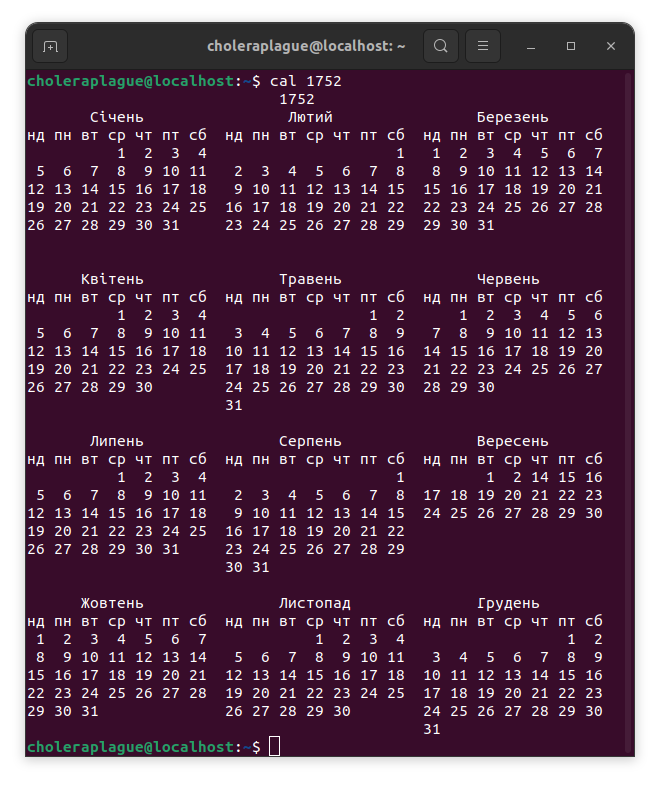 choleraplague@localhost: ~
choleraplague@localhost:~$ cal 1752
                            1752
       Січень                Лютий                Березень
нд пн вт ср чт пт сб  нд пн вт ср чт пт сб  нд пн вт ср чт пт сб
          1  2  3  4                     1   1  2  3  4  5  6  7
 5  6  7  8  9 10 11   2  3  4  5  6  7  8   8  9 10 11 12 13 14
12 13 14 15 16 17 18   9 10 11 12 13 14 15  15 16 17 18 19 20 21
19 20 21 22 23 24 25  16 17 18 19 20 21 22  22 23 24 25 26 27 28
26 27 28 29 30 31     23 24 25 26 27 28 29  29 30 31
      Квітень               Травень               Червень
нд пн вт ср чт пт сб  нд пн вт ср чт пт сб  нд пн вт ср чт пт сб
          1  2  3  4                  1  2      1  2  3  4  5  6
 5  6  7  8  9 10 11   3  4  5  6  7  8  9   7  8  9 10 11 12 13
12 13 14 15 16 17 18  10 11 12 13 14 15 16  14 15 16 17 18 19 20
19 20 21 22 23 24 25  17 18 19 20 21 22 23  21 22 23 24 25 26 27
26 27 28 29 30        24 25 26 27 28 29 30  28 29 30
                      31
       Липень               Серпень               Вересень
нд пн вт ср чт пт сб  нд пн вт ср чт пт сб  нд пн вт ср чт пт сб
          1  2  3  4                     1         1  2 14 15 16
 5  6  7  8  9 10 11   2  3  4  5  6  7  8  17 18 19 20 21 22 23
12 13 14 15 16 17 18   9 10 11 12 13 14 15  24 25 26 27 28 29 30
19 20 21 22 23 24 25  16 17 18 19 20 21 22
26 27 28 29 30 31     23 24 25 26 27 28 29
                      30 31
      Жовтень               Листопад              Грудень
нд пн вт ср чт пт сб  нд пн вт ср чт пт сб  нд пн вт ср чт пт сб
 1  2  3  4  5  6  7            1  2  3  4                  1  2
 8  9 10 11 12 13 14   5  6  7  8  9 10 11   3  4  5  6  7  8  9
15 16 17 18 19 20 21  12 13 14 15 16 17 18  10 11 12 13 14 15 16
22 23 24 25 26 27 28  19 20 21 22 23 24 25  17 18 19 20 21 22 23
29 30 31              26 27 28 29 30        24 25 26 27 28 29 30
                                            31
choleraplague@localhost:~$